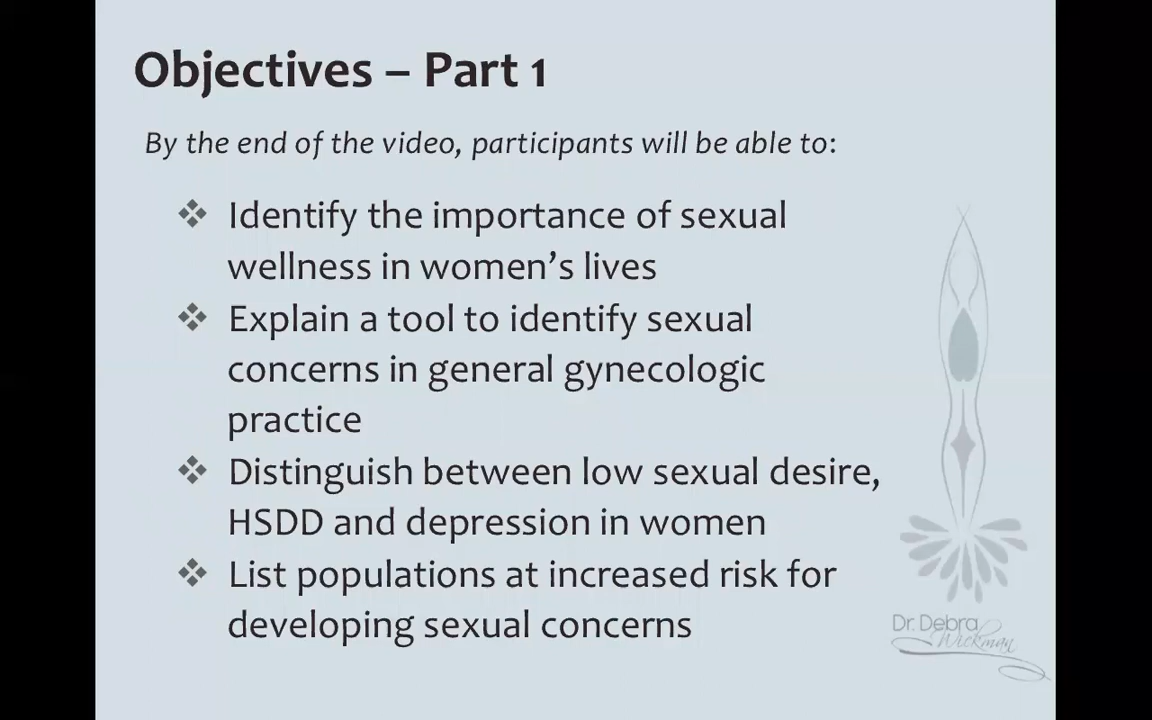 Objectives – Part 1
By the end of the video, participants will be able to:
❖ Identify the importance of sexual
wellness in women’s lives
❖ Explain a tool to identify sexual
concerns in general gynecologic
practice
❖ Distinguish between low sexual desire,
HSDD and depression in women
❖ List populations at increased risk for
developing sexual concerns
Dr. Debra
Wickman